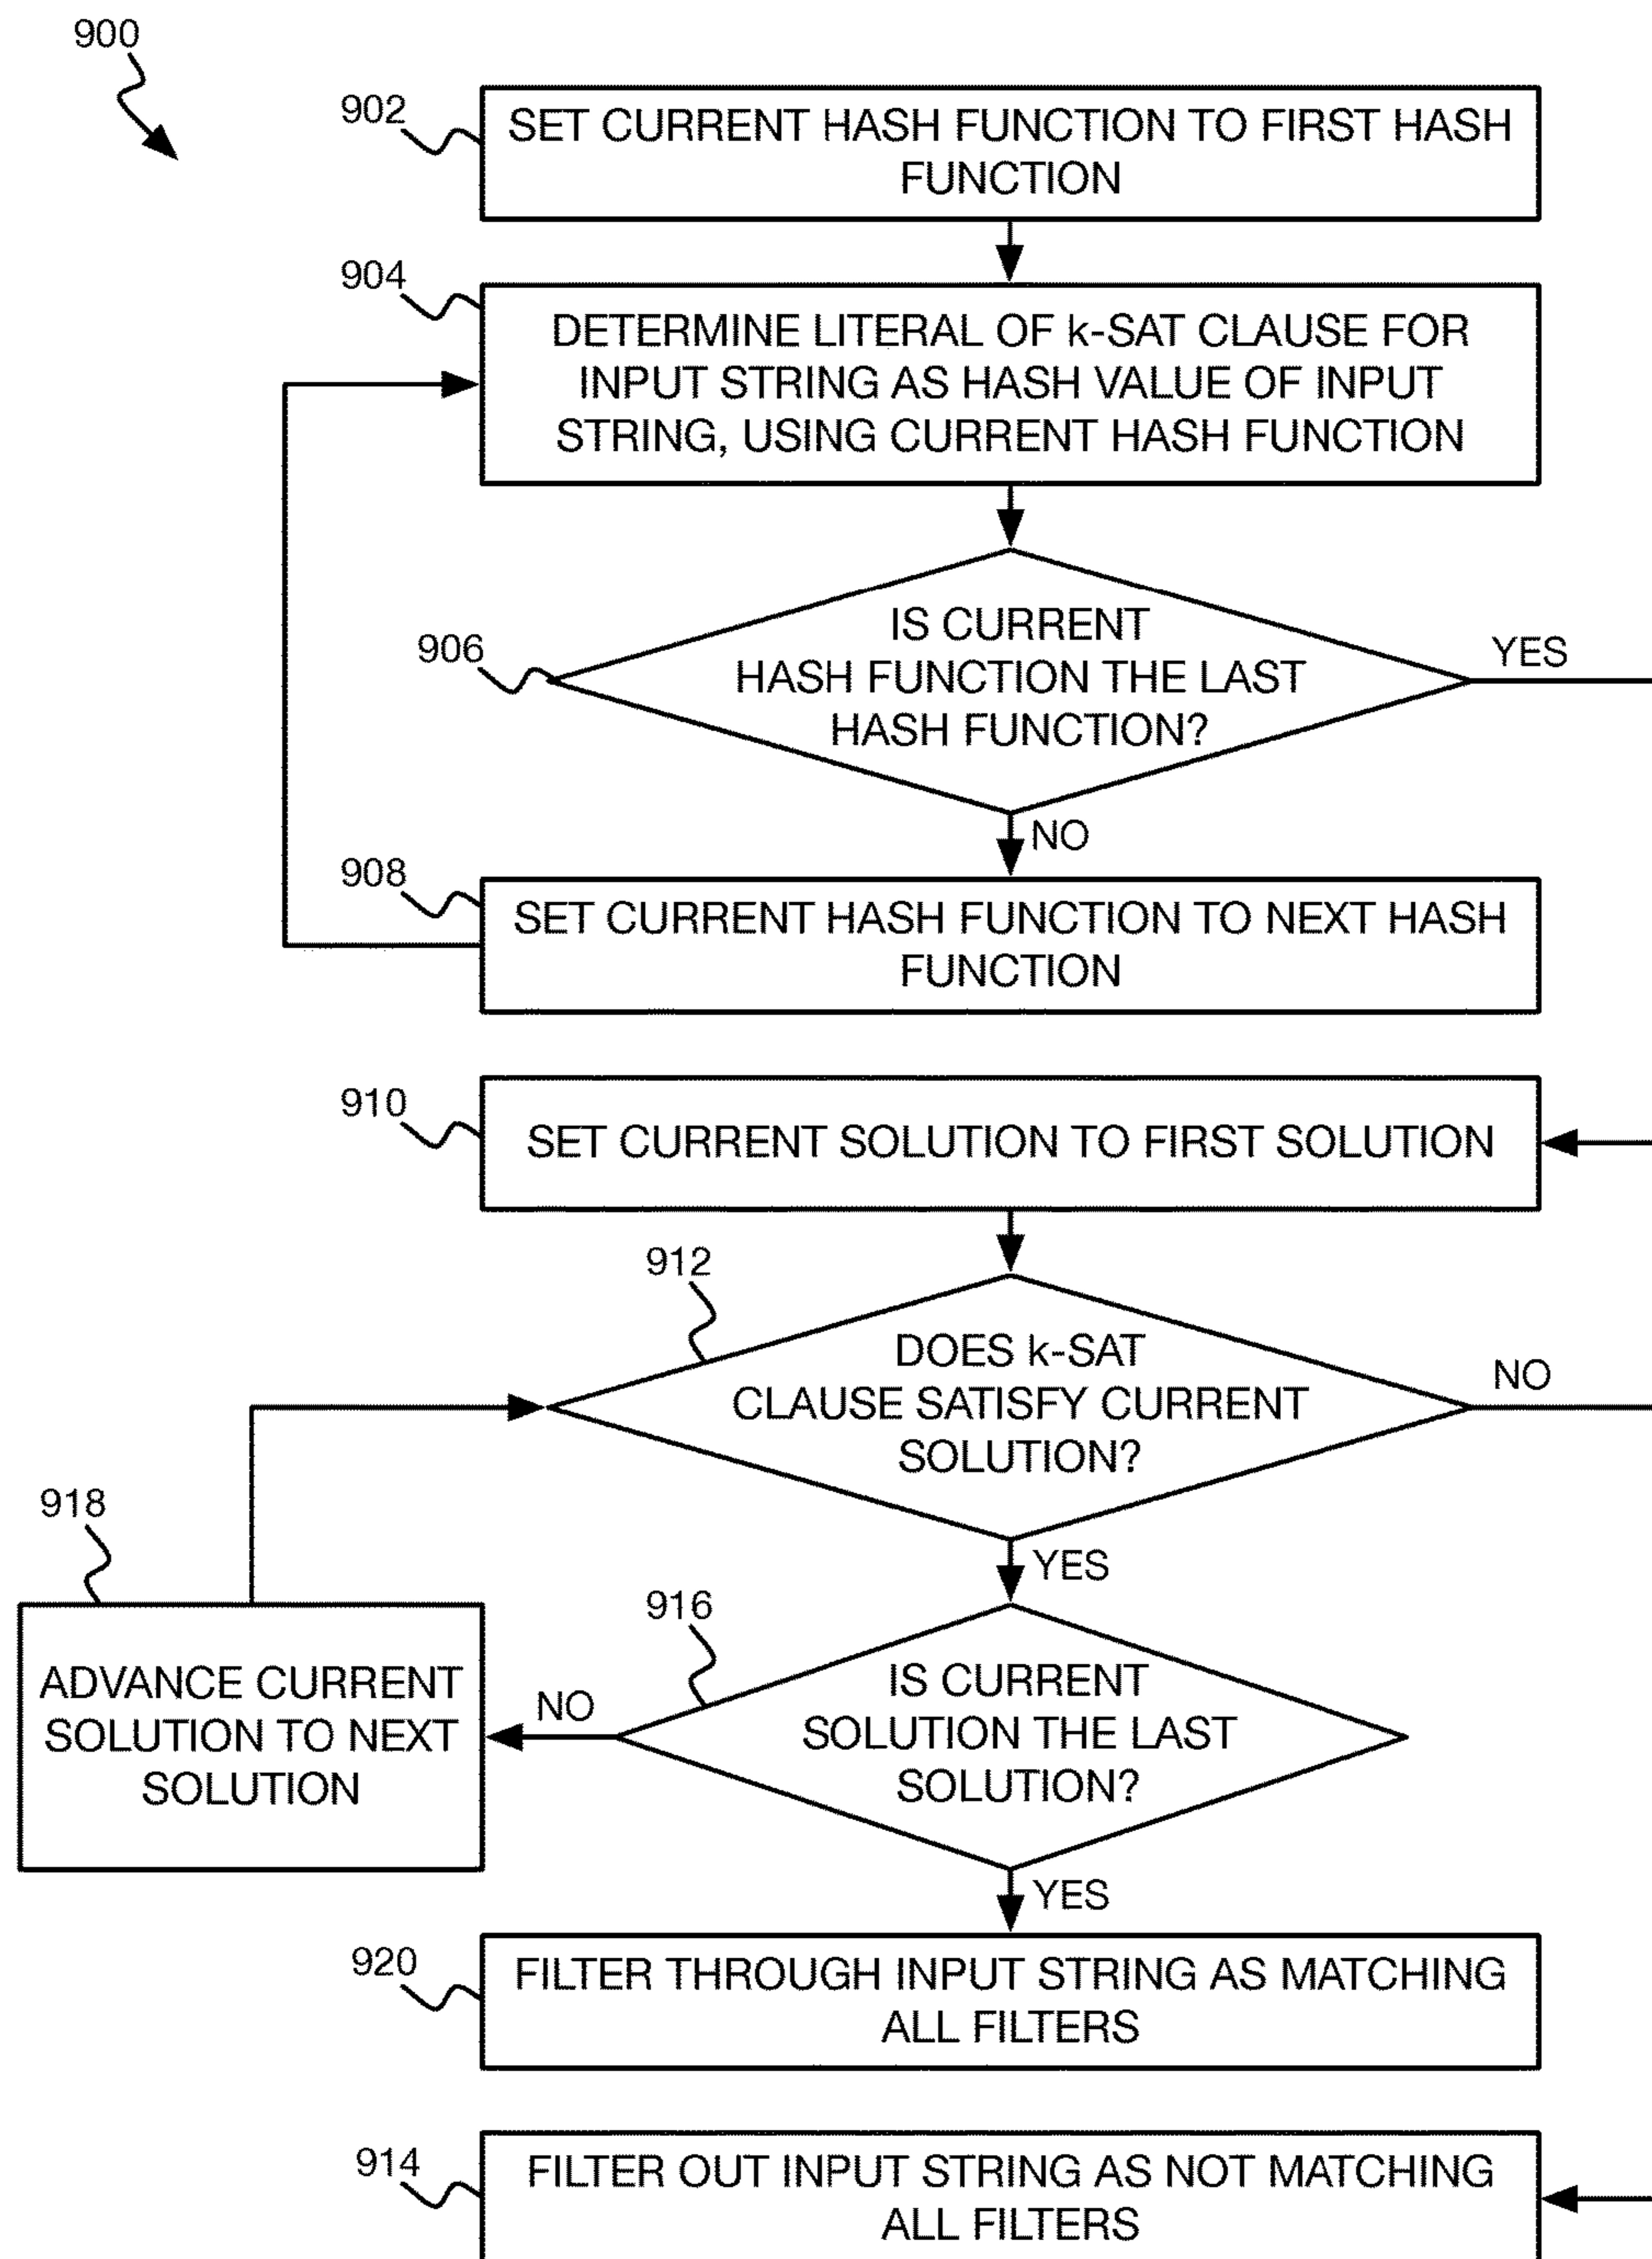 900
902
SET CURRENT HASH FUNCTION TO FIRST HASH
FUNCTION
904
DETERMINE LITERAL OF k-SAT CLAUSE FOR
INPUT STRING AS HASH VALUE OF INPUT
STRING, USING CURRENT HASH FUNCTION
906
IS CURRENT
HASH FUNCTION THE LAST
HASH FUNCTION?
YES
NO
908
SET CURRENT HASH FUNCTION TO NEXT HASH
FUNCTION
910
SET CURRENT SOLUTION TO FIRST SOLUTION
912
DOES k-SAT
CLAUSE SATISFY CURRENT
SOLUTION?
NO
YES
918
ADVANCE CURRENT
SOLUTION TO NEXT
SOLUTION
NO
916
IS CURRENT
SOLUTION THE LAST
SOLUTION?
YES
920
FILTER THROUGH INPUT STRING AS MATCHING
ALL FILTERS
914
FILTER OUT INPUT STRING AS NOT MATCHING
ALL FILTERS